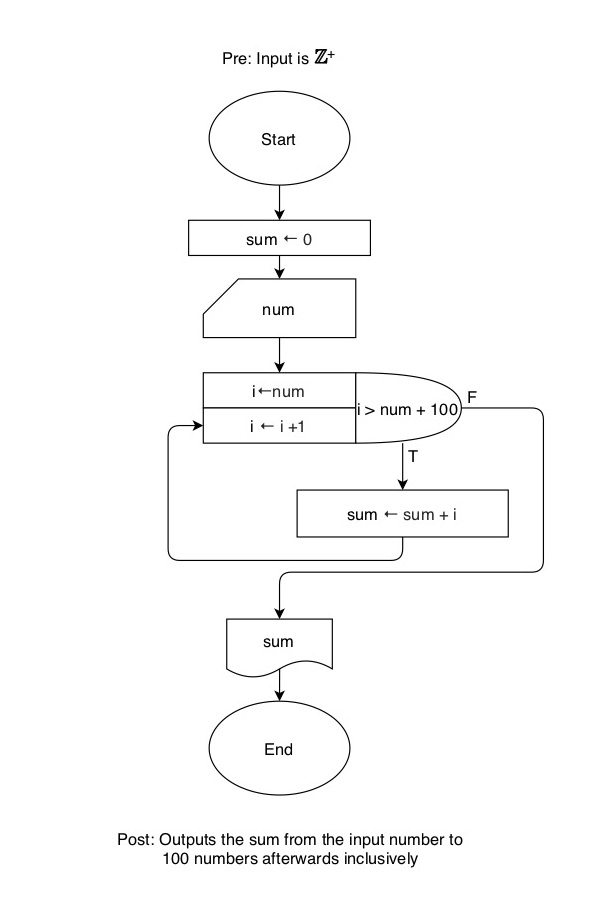 Pre: Input is ℤ⁺
Start
sum ← 0
num
i←num
i ← i +1
i > num + 100
F
T
sum ← sum + i
sum
End
Post: Outputs the sum from the input number to
100 numbers afterwards inclusively